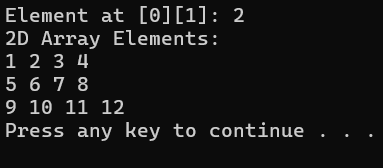 Element at [0][1]: 2
2D Array Elements:
1 2 3 4
5 6 7 8
9 10 11 12
Press any key to continue . . .